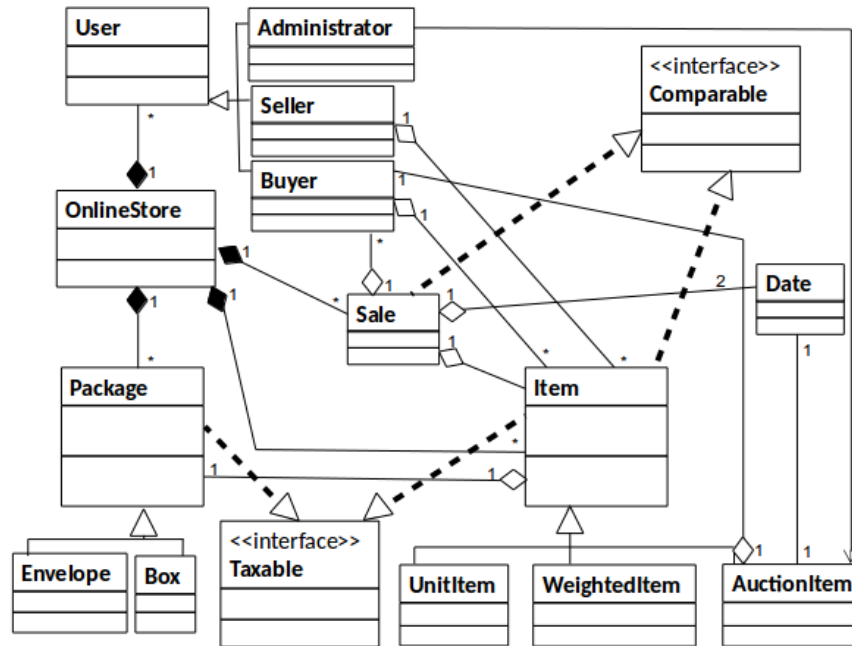 User
Administrator
<<interface>>
Comparable
Seller
1
*
1
Buyer
1
1
OnlineStore
*
1
1
1
1
*
Sale
1
2
Date
1
*
*
*
1
Package
Item
*
1
1
<<interface>>
Taxable
1
1
Envelope
Box
UnitItem
WeightedItem
AuctionItem